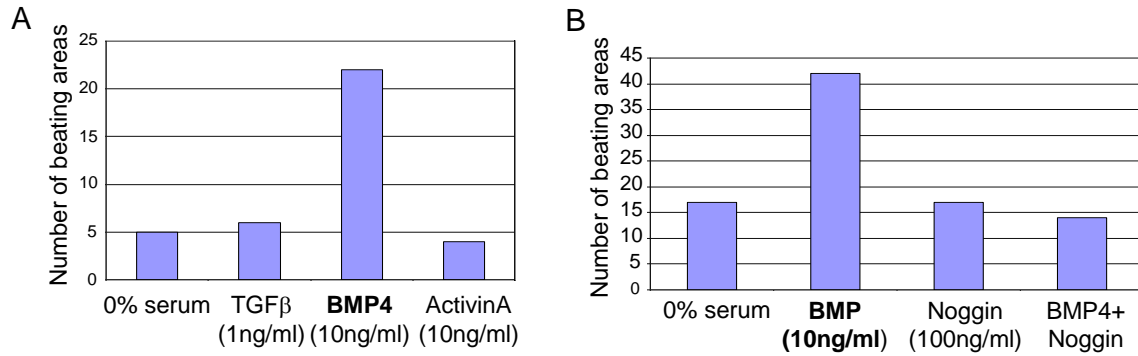 A
Number of beating areas
25
20
15
10
5
0
0% serum
TGFβ
(1ng/ml)
BMP4
(10ng/ml)
ActivinA
(10ng/ml)
B
Number of beating areas
45
40
35
30
25
20
15
10
5
0
0% serum
BMP
(10ng/ml)
Noggin
(100ng/ml)
BMP4+
Noggin